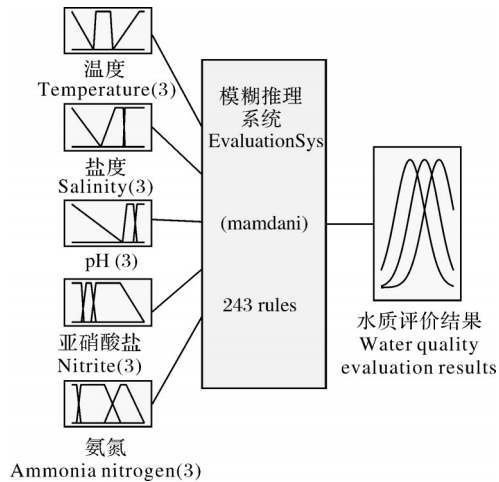 温度
Temperature(3)
盐度
Salinity(3)
pH (3)
亚硝酸盐
Nitrite(3)
氨氮
Ammonia nitrogen(3)
模糊推理
系统
EvaluationSys
(mamdani)
243 rules
水质评价结果
Water quality
evaluation results